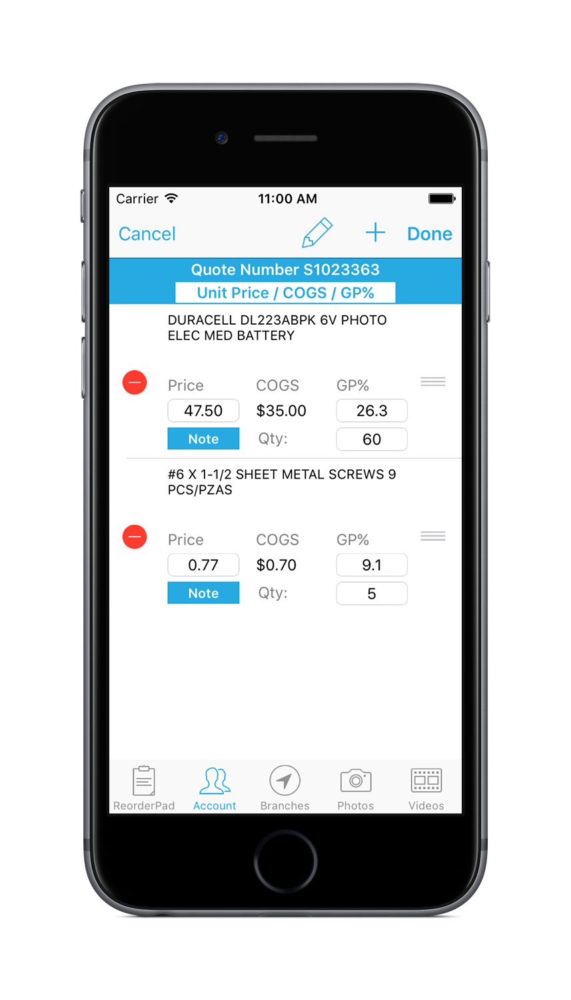 Carrier 11:00 AM
Cancel Done
Quote Number S1023363
Unit Price / COGS / GP%
DURACELL DL223ABPK 6V PHOTO
ELEC MED BATTERY
Price COGS GP%
47.50 $35.00 26.3
Note Qty: 60
#6 X 1-1/2 SHEET METAL SCREWS 9
PCS/PZAS
Price COGS GP%
0.77 $0.70 9.1
Note Qty: 5
ReorderPad Account Branches Photos Videos